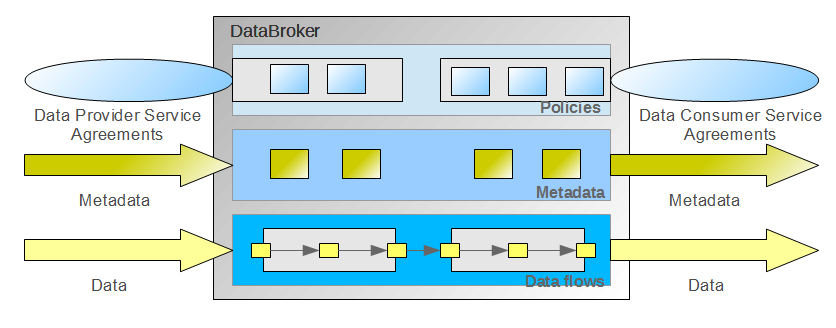 DataBroker
Policies
Data Provider Service
Agreements
Data Consumer Service
Agreements
Metadata
Metadata
Metadata
Data flows
Data
Data